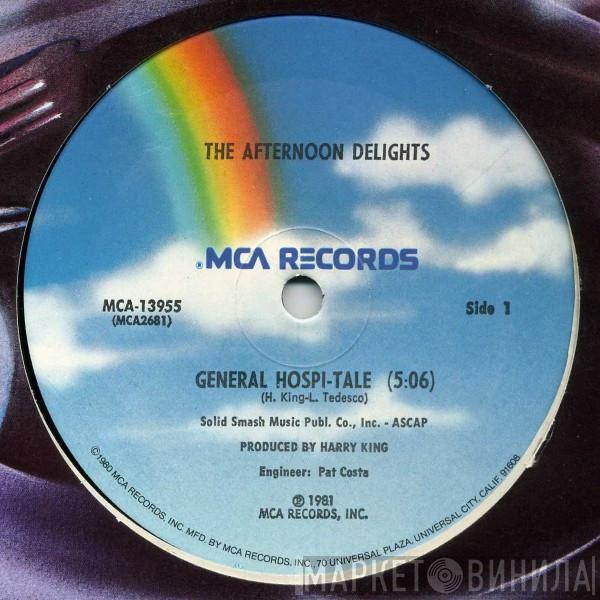 THE AFTERNOON DELIGHTS
® MCA RECORDS
MCA-13955
(MCA2681)
Side 1
GENERAL HOSPI-TALE (5:06)
(H. King-L. Tedesco)
Solid Smash Music Publ. Co., Inc. - ASCAP
PRODUCED BY HARRY KING
Engineer: Pat Costa
℗ 1981
MCA RECORDS, INC.
©1980 MCA RECORDS, INC. MFD. BY MCA RECORDS, INC., 70 UNIVERSAL PLAZA, UNIVERSAL CITY, CALIF. 91608
МАРКЕТ ВИНИЛА